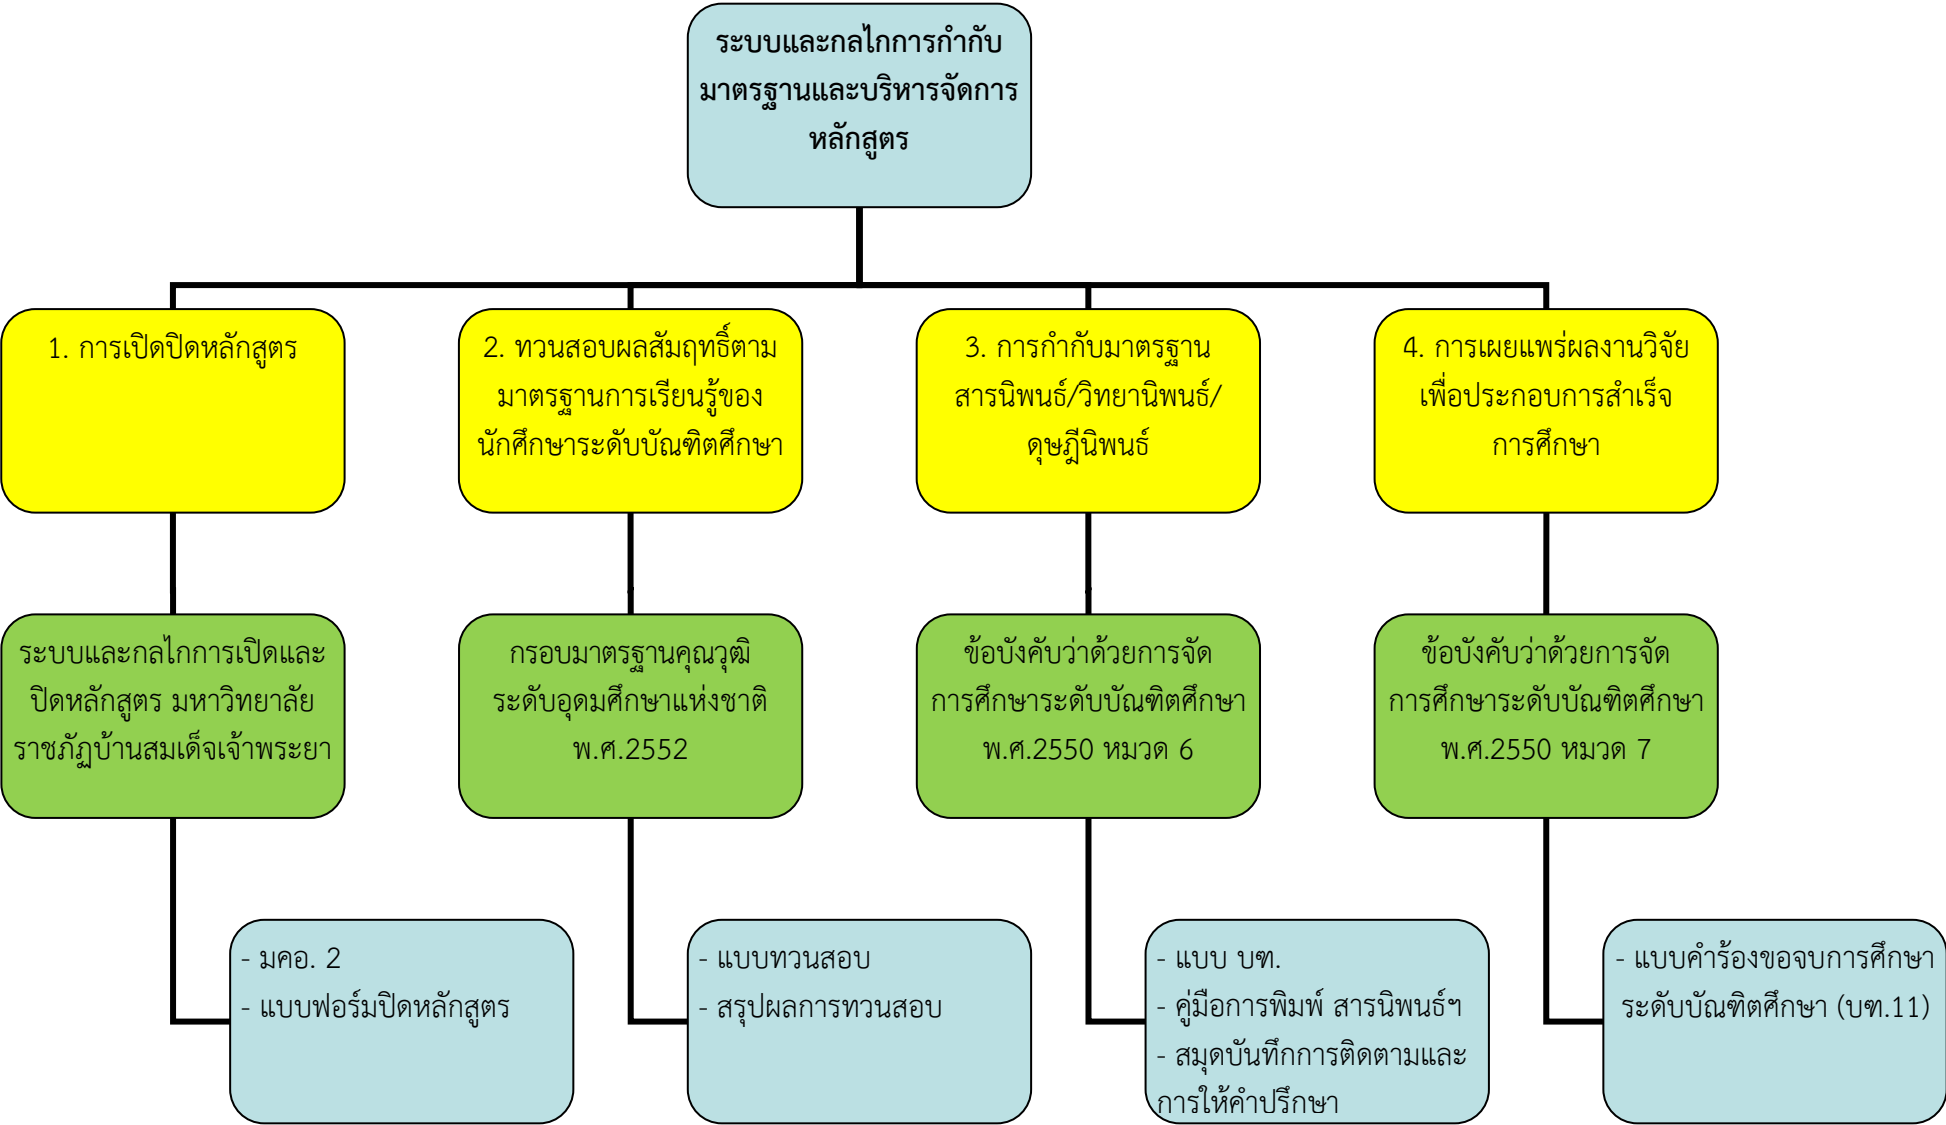 ระบบและกลไกการกำกับ
มาตรฐานและบริหารจัดการ
หลักสูตร
1. การเปิดปิดหลักสูตร
2. ทวนสอบผลสัมฤทธิ์ตาม
มาตรฐานการเรียนรู้ของ
นักศึกษาระดับบัณฑิตศึกษา
3. การกำกับมาตรฐาน
สารนิพนธ์/วิทยานิพนธ์/
ดุษฎีนิพนธ์
4. การเผยแพร่ผลงานวิจัย
เพื่อประกอบการสำเร็จ
การศึกษา
ระบบและกลไกการเปิดและ
ปิดหลักสูตร มหาวิทยาลัย
ราชภัฏบ้านสมเด็จเจ้าพระยา
กรอบมาตรฐานคุณวุฒิ
ระดับอุดมศึกษาแห่งชาติ
พ.ศ.2552
ข้อบังคับว่าด้วยการจัด
การศึกษาระดับบัณฑิตศึกษา
พ.ศ.2550 หมวด 6
ข้อบังคับว่าด้วยการจัด
การศึกษาระดับบัณฑิตศึกษา
พ.ศ.2550 หมวด 7
- มคอ. 2
- แบบฟอร์มปิดหลักสูตร
- แบบทวนสอบ
- สรุปผลการทวนสอบ
- แบบ บฑ.
- คู่มือการพิมพ์ สารนิพนธ์ฯ
- สมุดบันทึกการติดตามและ
การให้คำปรึกษา
- แบบคำร้องขอจบการศึกษา
ระดับบัณฑิตศึกษา (บฑ.11)